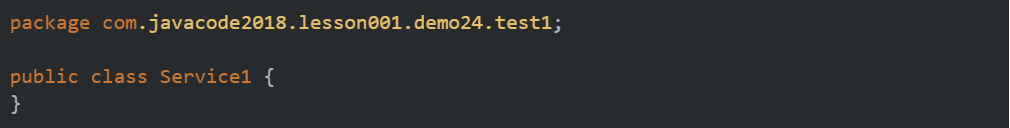 package com.javacode2018.lesson001.demo24.test1;
public class Service1 {
}